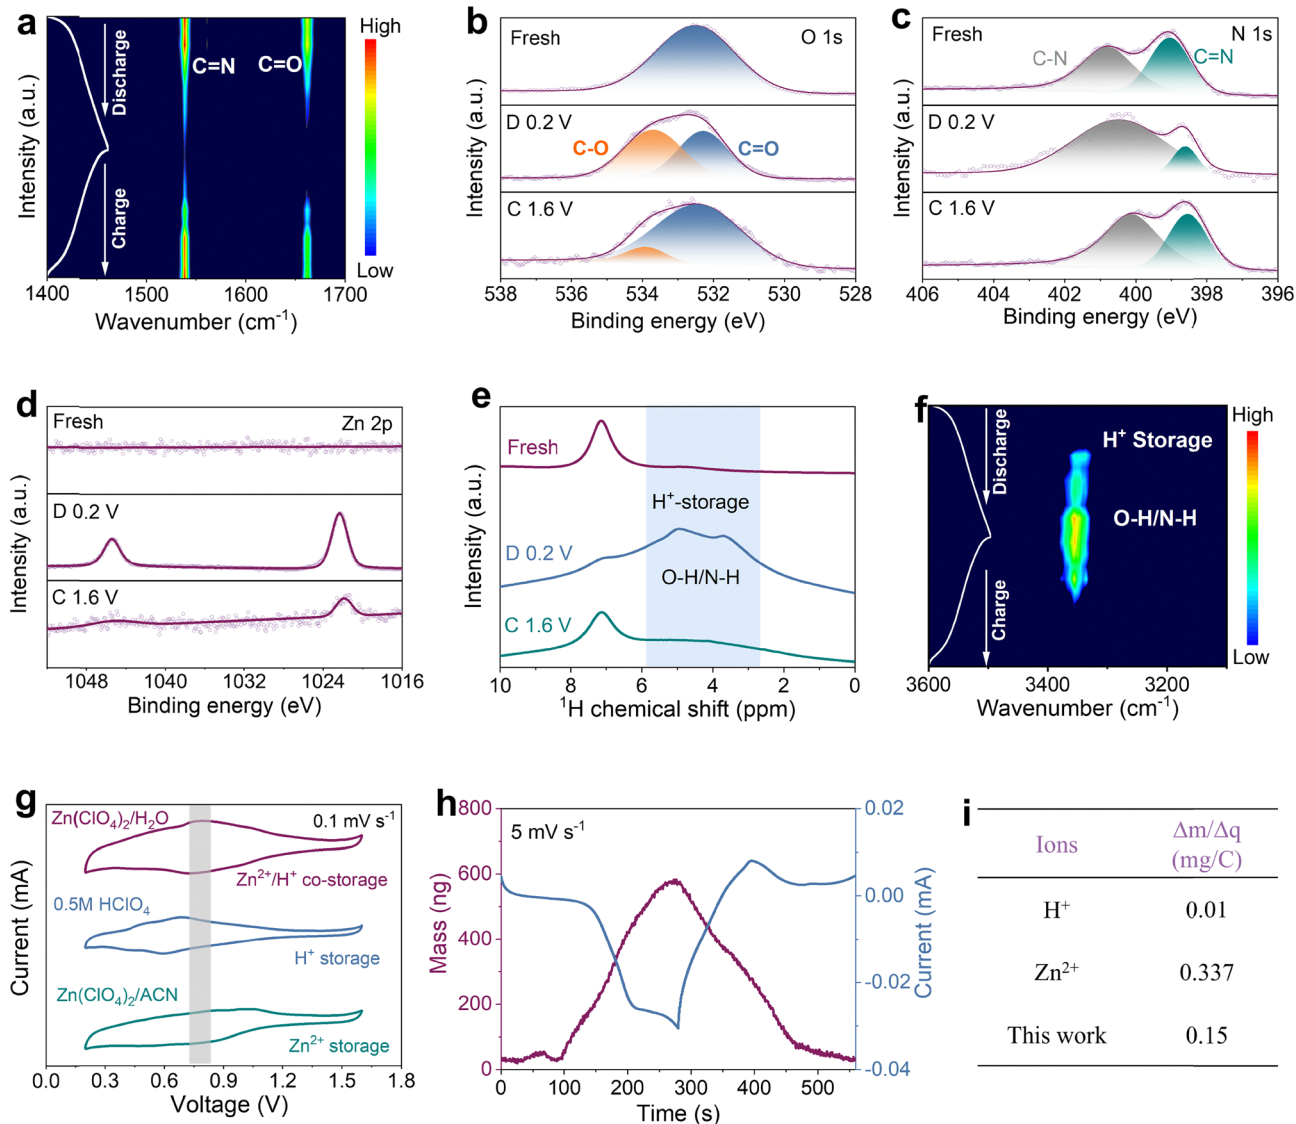 a
Intensity (a.u.)
Discharge
Charge
C=N
C=O
High
Low
1400
1500
1600
1700
Wavenumber (cm⁻¹)
b
Intensity (a.u.)
Fresh
O 1s
D 0.2 V
C-O
C=O
C 1.6 V
538
536
534
532
530
528
Binding energy (eV)
c
Intensity (a.u.)
Fresh
N 1s
C-N
C=N
D 0.2 V
C 1.6 V
406
404
402
400
398
396
Binding energy (eV)
d
Intensity (a.u.)
Fresh
Zn 2p
D 0.2 V
C 1.6 V
1048
1040
1032
1024
1016
Binding energy (eV)
e
Intensity (a.u.)
Fresh
H⁺-storage
D 0.2 V
O-H/N-H
C 1.6 V
10
8
6
4
2
0
¹H chemical shift (ppm)
f
Intensity (a.u.)
Discharge
Charge
H⁺ Storage
O-H/N-H
High
Low
3600
3400
3200
Wavenumber (cm⁻¹)
g
Current (mA)
Zn(ClO₄)₂/H₂O
0.1 mV s⁻¹
Zn²⁺/H⁺ co-storage
0.5M HClO₄
H⁺ storage
Zn(ClO₄)₂/ACN
Zn²⁺ storage
0.0
0.3
0.6
0.9
1.2
1.5
1.8
Voltage (V)
h
Mass (ng)
800
600
400
200
0
5 mV s⁻¹
0.02
0.00
-0.02
-0.04
Current (mA)
0
100
200
300
400
500
Time (s)
i
Ions
Δm/Δq
(mg/C)
H⁺
0.01
Zn²⁺
0.337
This work
0.15